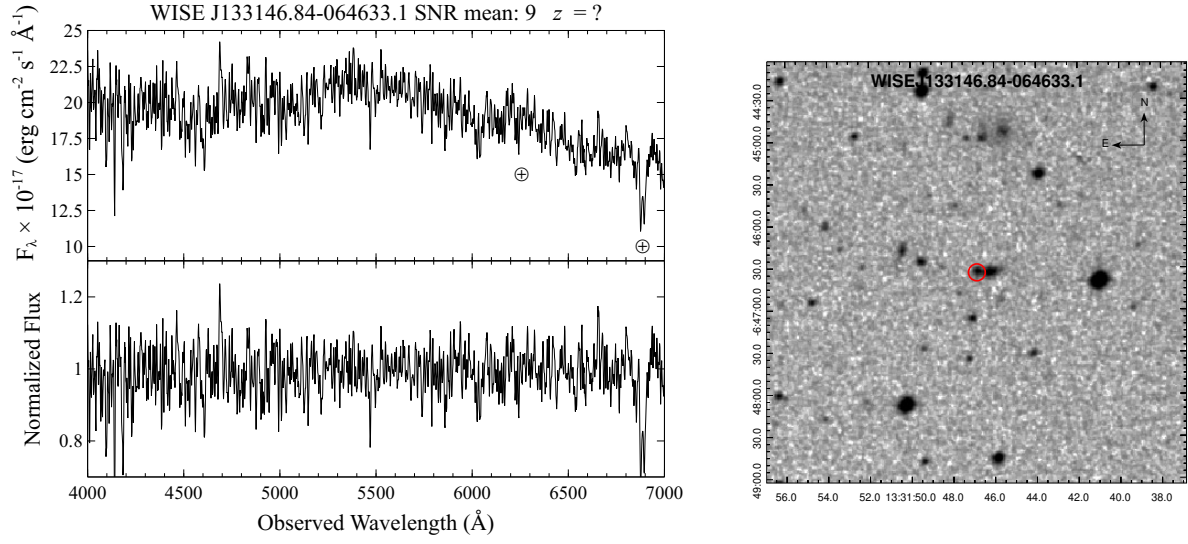 WISE J133146.84-064633.1 SNR mean: 9 z = ?
F_λ × 10^-17 (erg cm^-2 s^-1 Å^-1)
25
22.5
20
17.5
15
12.5
10
Normalized Flux
1.2
1
0.8
4000 4500 5000 5500 6000 6500 7000
Observed Wavelength (Å)
WISEJ133146.84-064633.1
N
E
44:30.0
45:00.0
30.0
46:00.0
30.0
-6:47:00.0
30.0
48:00.0
30.0
49:00.0
56.0 54.0 52.0 13:31:50.0 48.0 46.0 44.0 42.0 40.0 38.0